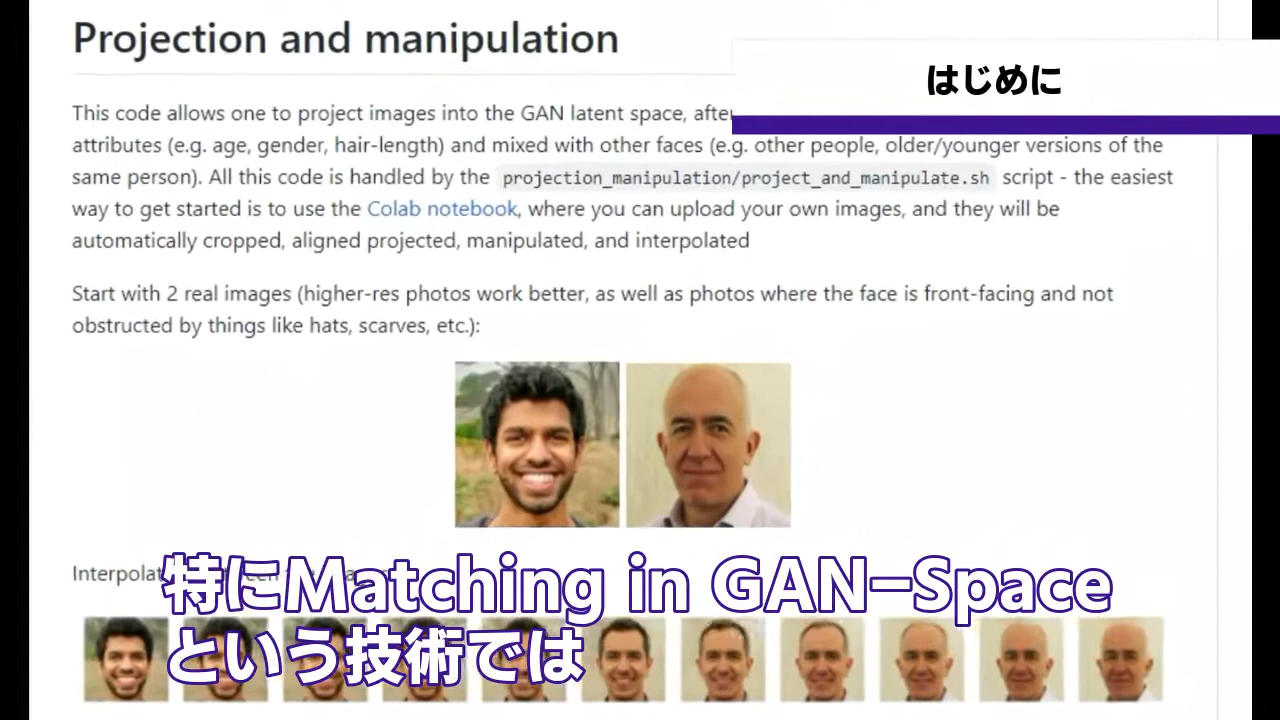 Projection and manipulation
はじめに
This code allows one to project images into the GAN latent space, after
attributes (e.g. age, gender, hair-length) and mixed with other faces (e.g. other people, older/younger versions of the
same person). All this code is handled by the projection_manipulation/project_and_manipulate.sh script - the easiest
way to get started is to use the Colab notebook, where you can upload your own images, and they will be
automatically cropped, aligned projected, manipulated, and interpolated
Start with 2 real images (higher-res photos work better, as well as photos where the face is front-facing and not
obstructed by things like hats, scarves, etc.):
特にMatching in GAN-Space
という技術では